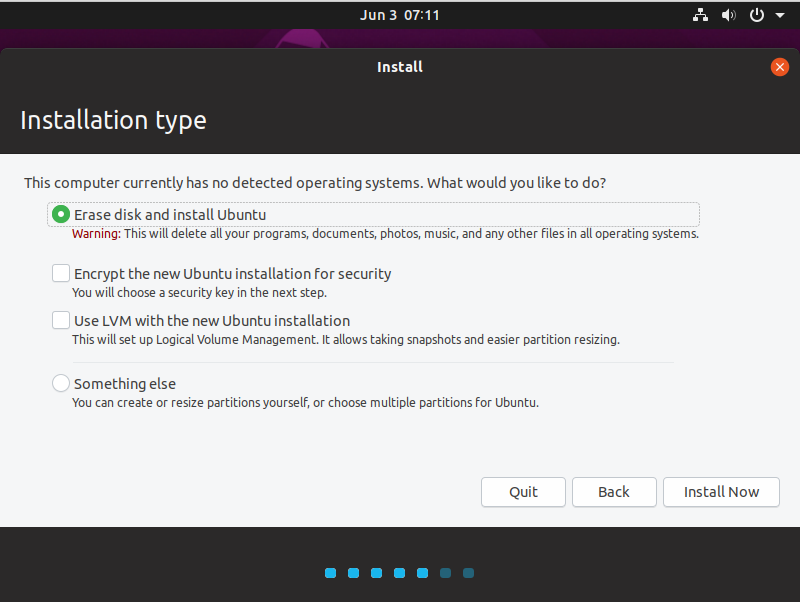 Jun 3 07:11
Install
Installation type
This computer currently has no detected operating systems. What would you like to do?
Erase disk and install Ubuntu
Warning: This will delete all your programs, documents, photos, music, and any other files in all operating systems.
Encrypt the new Ubuntu installation for security
You will choose a security key in the next step.
Use LVM with the new Ubuntu installation
This will set up Logical Volume Management. It allows taking snapshots and easier partition resizing.
Something else
You can create or resize partitions yourself, or choose multiple partitions for Ubuntu.
Quit Back Install Now